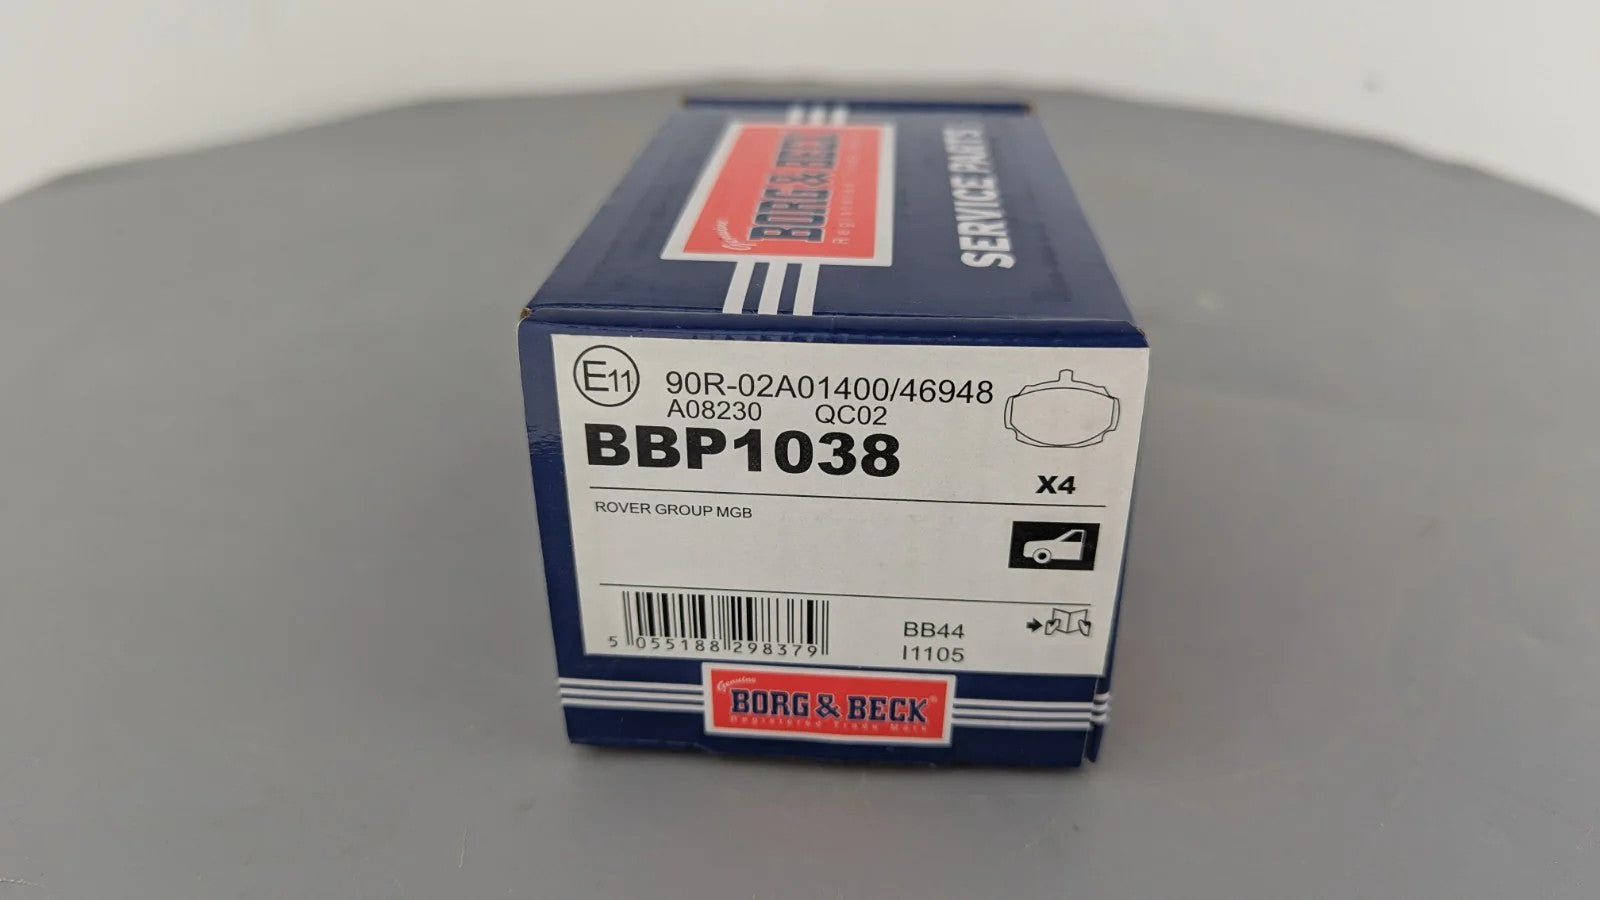 Genuine
BORG & BECK
Registered Trade Mark
SERVICE PARTS
E11
90R-02A01400/46948
A08230 QC02
BBP1038
X4
ROVER GROUP MGB
5 055188 298379
BB44
I1105
Genuine
BORG & BECK®
Registered Trade Mark